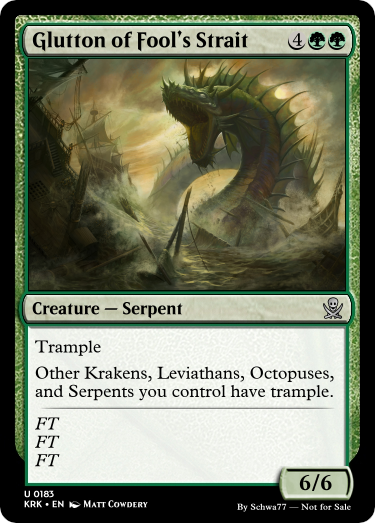 Glutton of Fool's Strait 4
Creature — Serpent
Trample
Other Krakens, Leviathans, Octopuses,
and Serpents you control have trample.
FT
FT
FT
6/6
U 0183
KRK • EN Matt Cowdery
By Schwa77 — Not for Sale